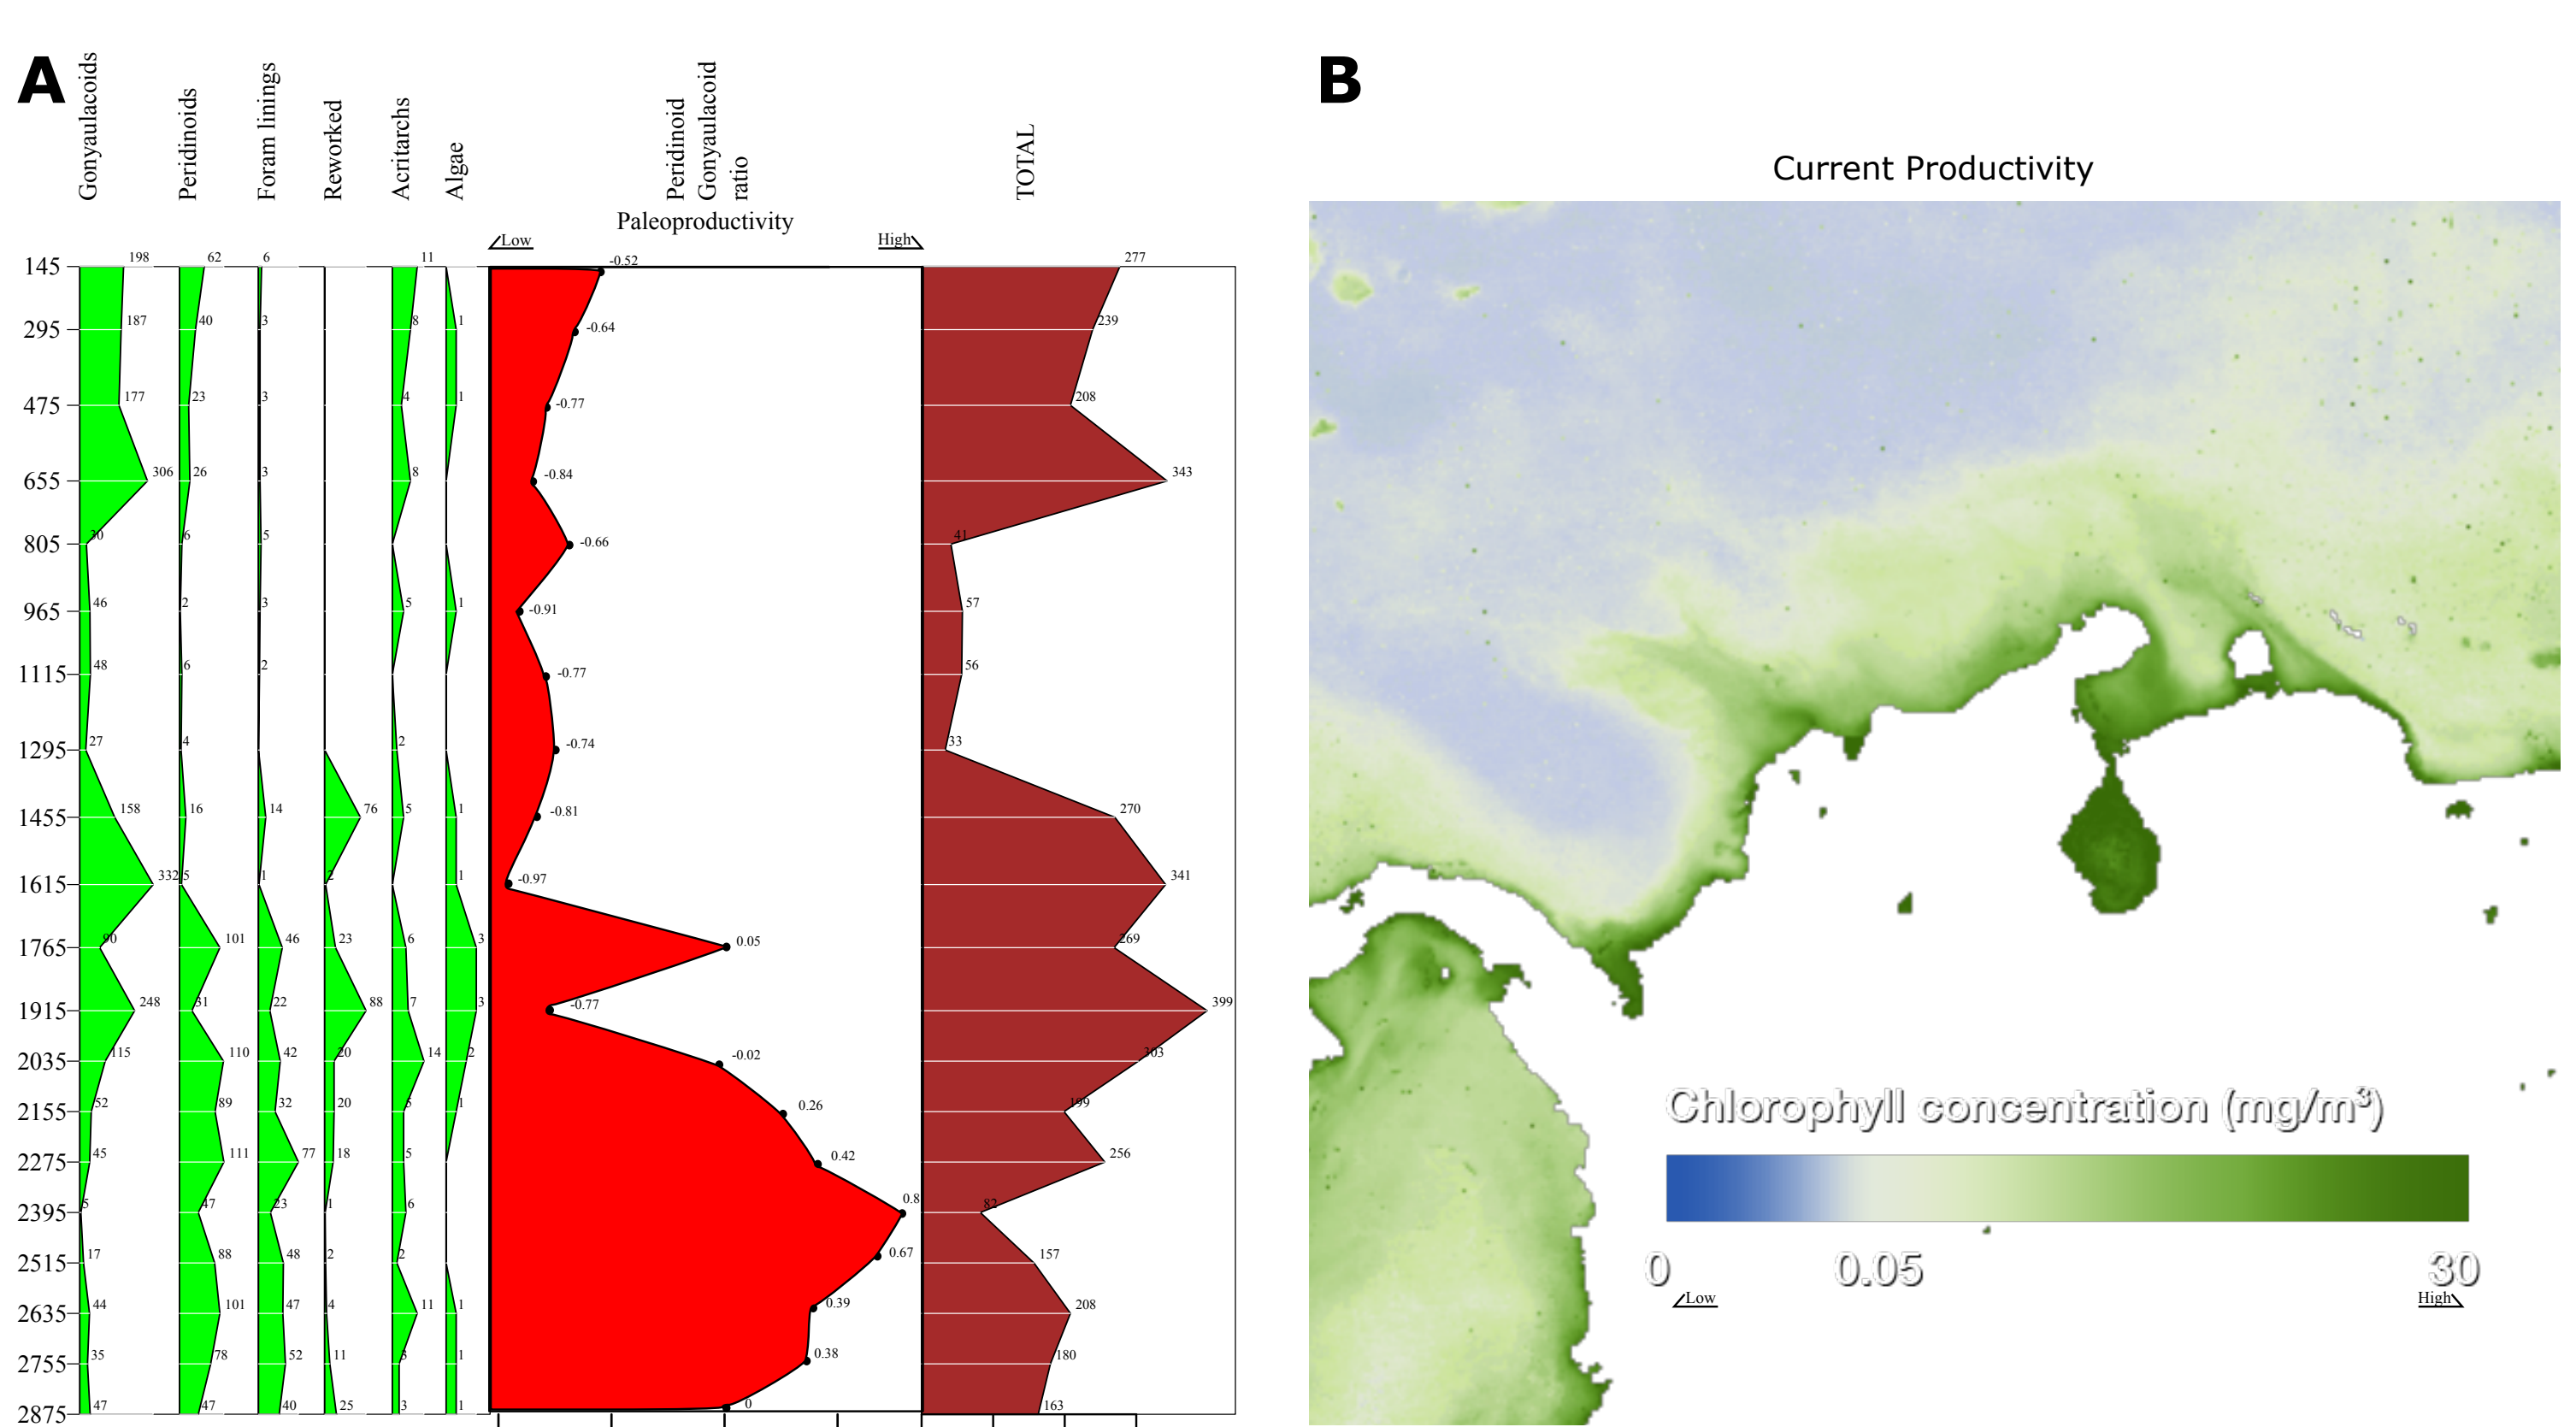 A
Gonyaulacoids
Peridinoids
Foram linings
Reworked
Acritarchs
Algae
Peridinoid
Gonyaulacoid
ratio
TOTAL
Paleoproductivity
Low High
145 198 62 6 11 -0.52 277
295 187 40 3 8 1 -0.64 239
475 177 23 3 4 1 -0.77 208
655 306 26 3 8 -0.84 343
805 30 6 5 -0.66 41
965 46 2 3 5 1 -0.91 57
1115 48 6 2 -0.77 56
1295 27 4 2 -0.74 33
1455 158 16 14 76 5 1 -0.81 270
1615 332 5 1 2 1 -0.97 341
1765 90 101 46 23 6 3 0.05 269
1915 248 31 22 88 7 3 -0.77 399
2035 115 110 42 20 14 2 -0.02 303
2155 52 89 32 20 5 1 0.26 199
2275 45 111 77 18 5 0.42 256
2395 5 47 23 1 6 0.8 82
2515 17 88 48 2 2 0.67 157
2635 44 101 47 4 11 1 0.39 208
2755 35 78 52 11 3 1 0.38 180
2875 47 47 40 25 3 1 0 163
B
Current Productivity
Chlorophyll concentration (mg/m³)
0 0.05 30
Low High